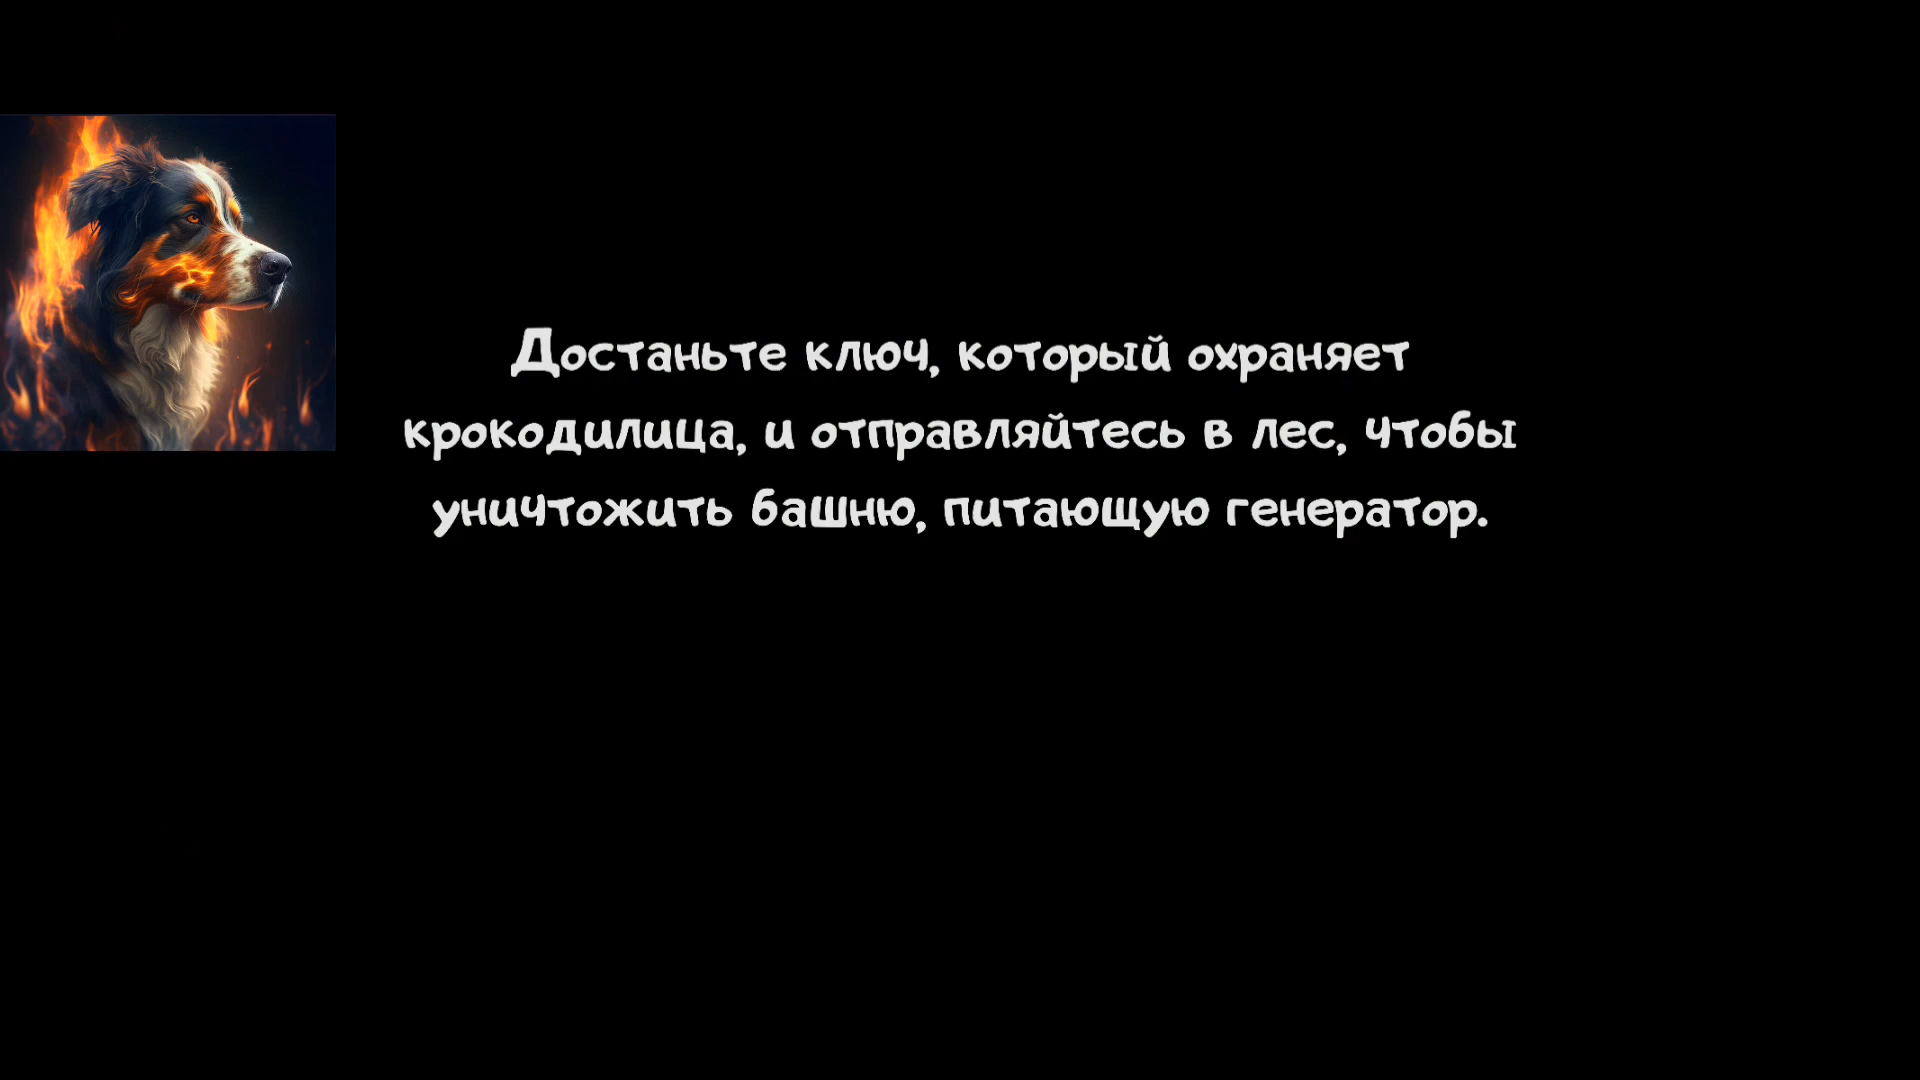 Достаньте ключ, который охраняет
крокодилица, и отправляйтесь в лес, чтобы
уничтожить башню, питающую генератор.